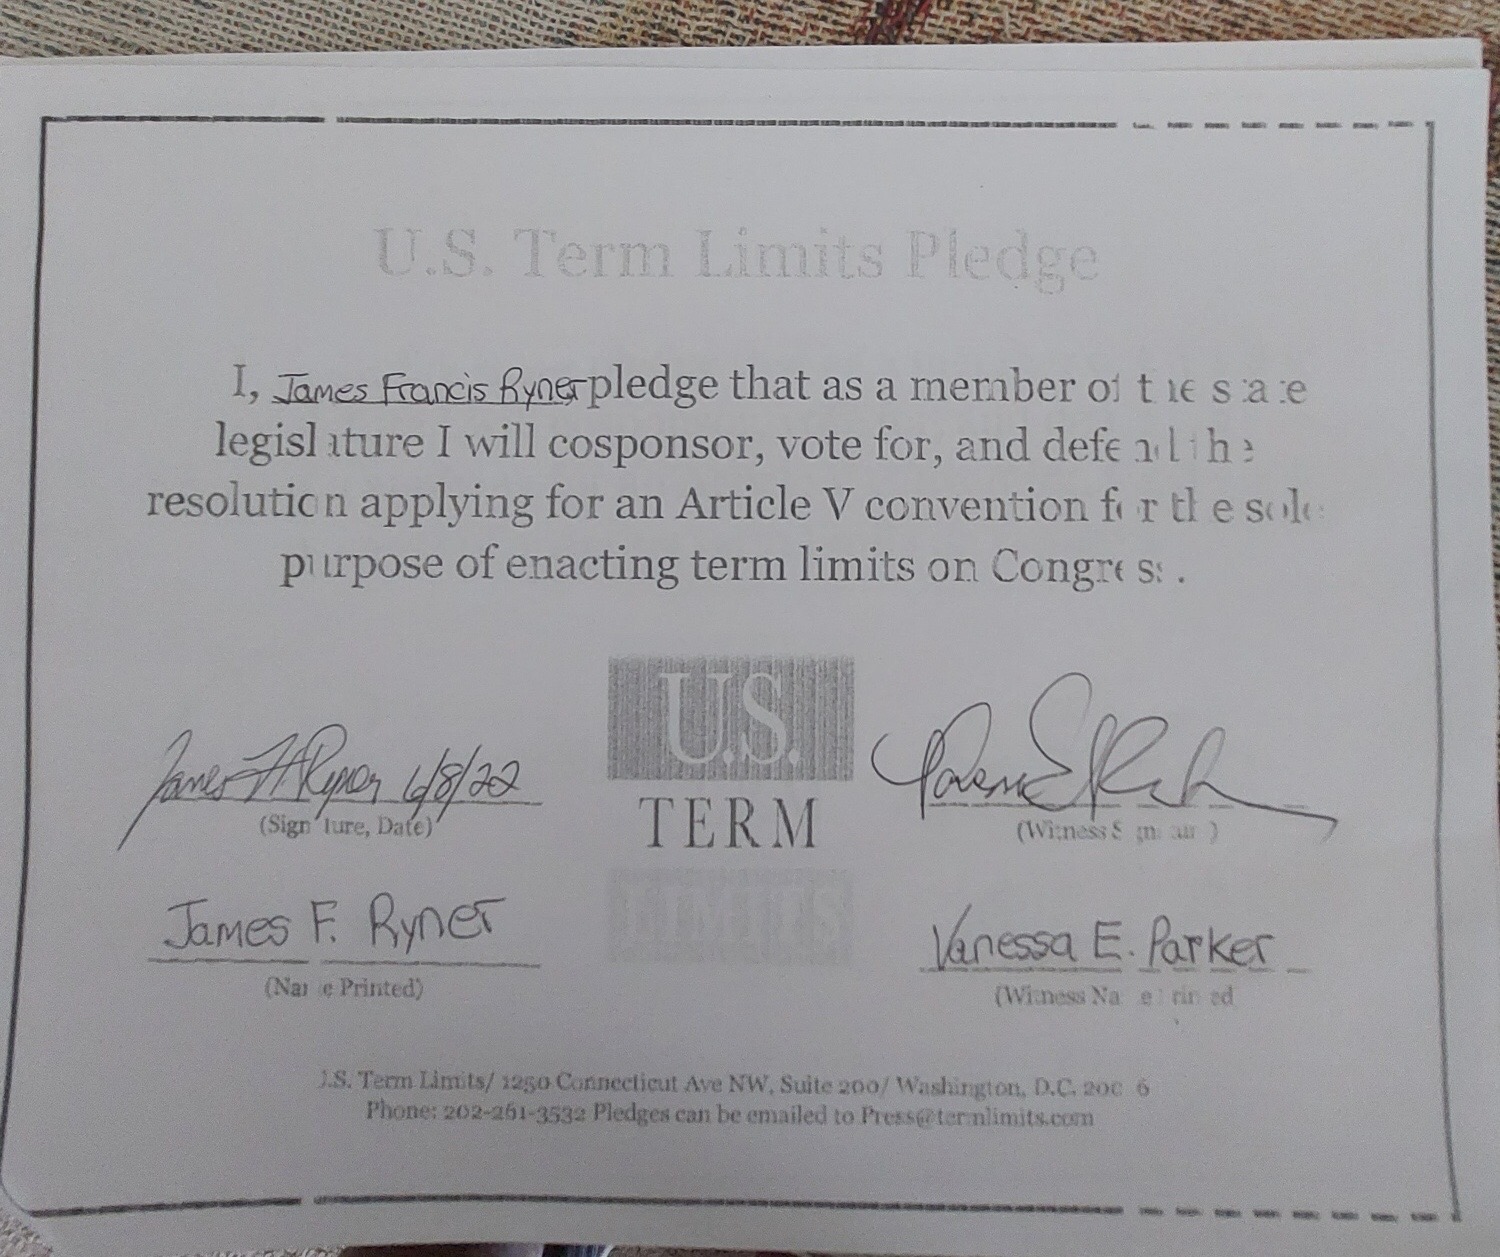 U.S. Term Limits Pledge
I, James Francis Ryner pledge that as a member of the state
legislature I will cosponsor, vote for, and defend the
resolution applying for an Article V convention for the sole
purpose of enacting term limits on Congress.
U.S.
TERM
LIMITS
James F. Ryner 6/8/22
(Signature, Date)
(Witness Signature)
James F. Ryner
Vanessa E. Parker
(Name Printed)
(Witness Name Printed
U.S. Term Limits/ 1250 Connecticut Ave NW, Suite 200/ Washington, D.C. 20036
Phone: 202-261-3532 Pledges can be emailed to Press@termlimits.com